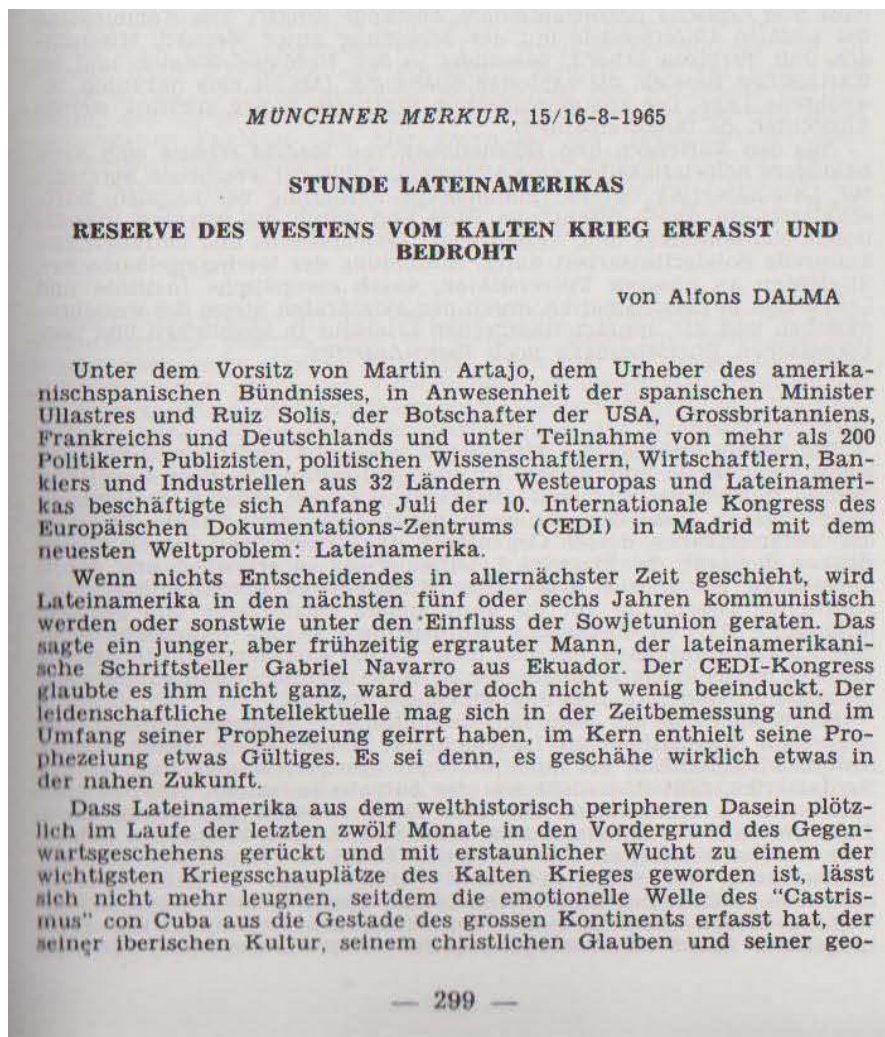 MÜNCHNER MERKUR, 15/16-8-1965
STUNDE LATEINAMERIKAS
RESERVE DES WESTENS VOM KALTEN KRIEG ERFASST UND
BEDROHT
von Alfons DALMA
Unter dem Vorsitz von Martin Artajo, dem Urheber des amerika-
nischspanischen Bündnisses, in Anwesenheit der spanischen Minister
Ullastres und Ruiz Solis, der Botschafter der USA, Grossbritanniens,
Frankreichs und Deutschlands und unter Teilnahme von mehr als 200
Politikern, Publizisten, politischen Wissenschaftlern, Wirtschaftlern, Ban-
kiers und Industriellen aus 32 Ländern Westeuropas und Lateinameri-
kas beschäftigte sich Anfang Juli der 10. Internationale Kongress des
Europäischen Dokumentations-Zentrums (CEDI) in Madrid mit dem
neuesten Weltproblem: Lateinamerika.
Wenn nichts Entscheidendes in allernächster Zeit geschieht, wird
Lateinamerika in den nächsten fünf oder sechs Jahren kommunistisch
werden oder sonstwie unter den Einfluss der Sowjetunion geraten. Das
sagte ein junger, aber frühzeitig ergrauter Mann, der lateinamerikani-
sche Schriftsteller Gabriel Navarro aus Ekuador. Der CEDI-Kongress
glaubte es ihm nicht ganz, ward aber doch nicht wenig beeinduckt. Der
leidenschaftliche Intellektuelle mag sich in der Zeitbemessung und im
Umfang seiner Prophezeiung geirrt haben, im Kern enthielt seine Pro-
phezeiung etwas Gültiges. Es sei denn, es geschähe wirklich etwas in
der nahen Zukunft.
Dass Lateinamerika aus dem welthistorisch peripheren Dasein plötz-
lich im Laufe der letzten zwölf Monate in den Vordergrund des Gegen-
wartsgeschehens gerückt und mit erstaunlicher Wucht zu einem der
wichtigsten Kriegsschauplätze des Kalten Krieges geworden ist, lässt
sich nicht mehr leugnen, seitdem die emotionelle Welle des "Castris-
mus" con Cuba aus die Gestade des grossen Kontinents erfasst hat, der
seiner iberischen Kultur, seinem christlichen Glauben und seiner geo-
— 299 —